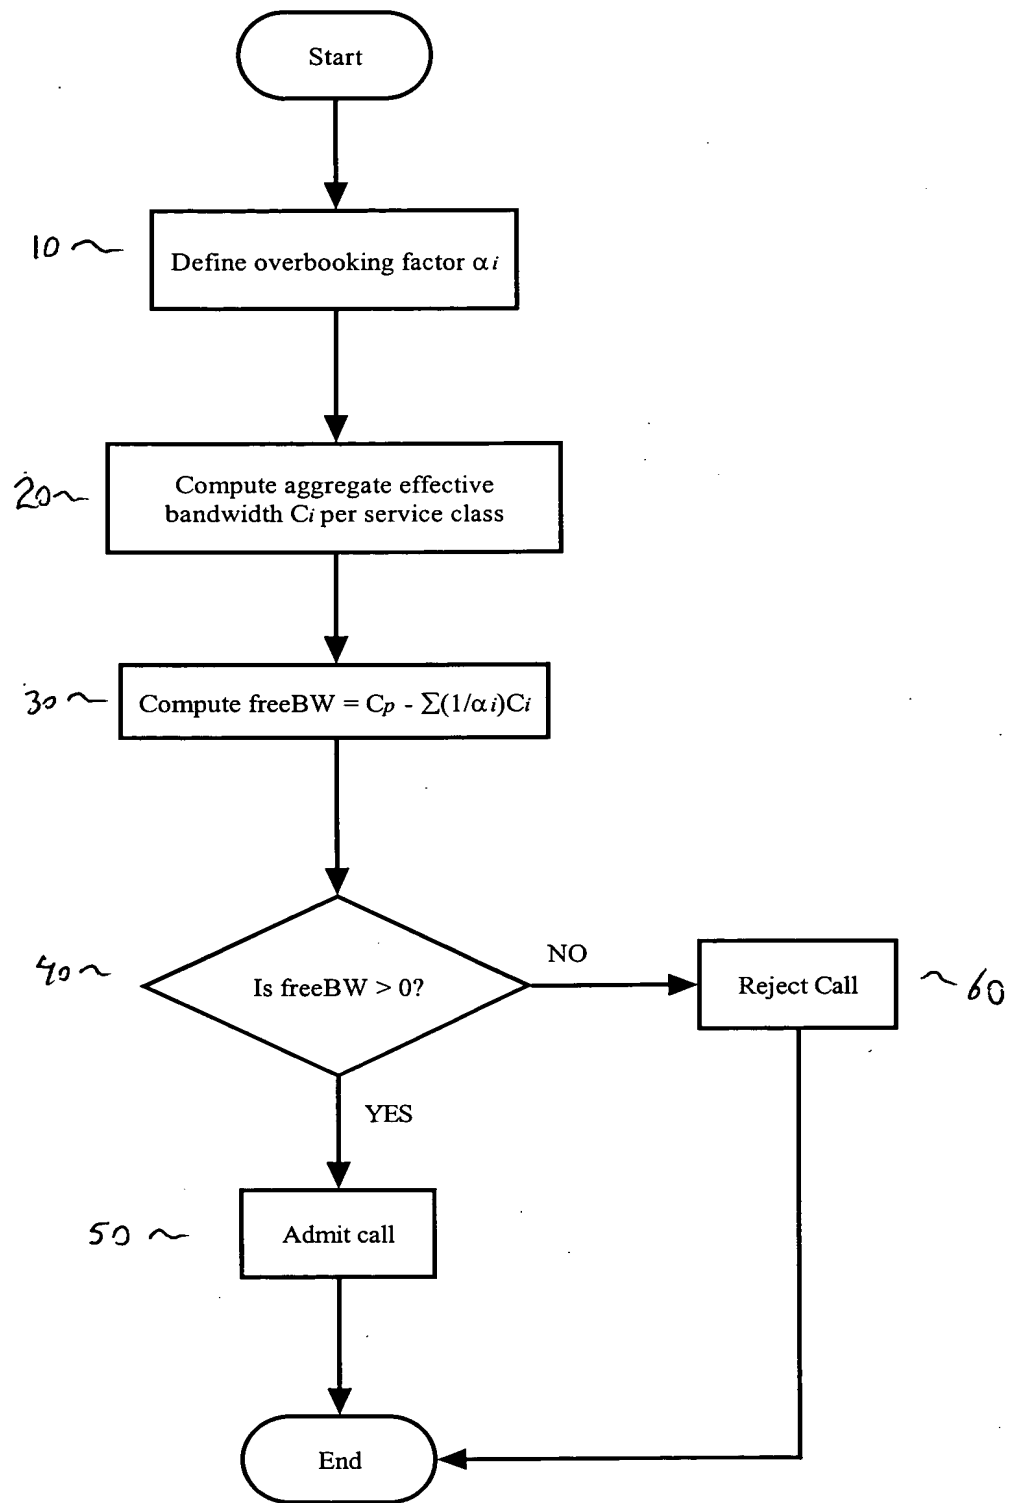 Start
10
Define overbooking factor αi
20
Compute aggregate effective
bandwidth Ci per service class
30
Compute freeBW = Cp - Σ(1/αi)Ci
40
Is freeBW > 0?
NO
Reject Call
60
YES
50
Admit call
End